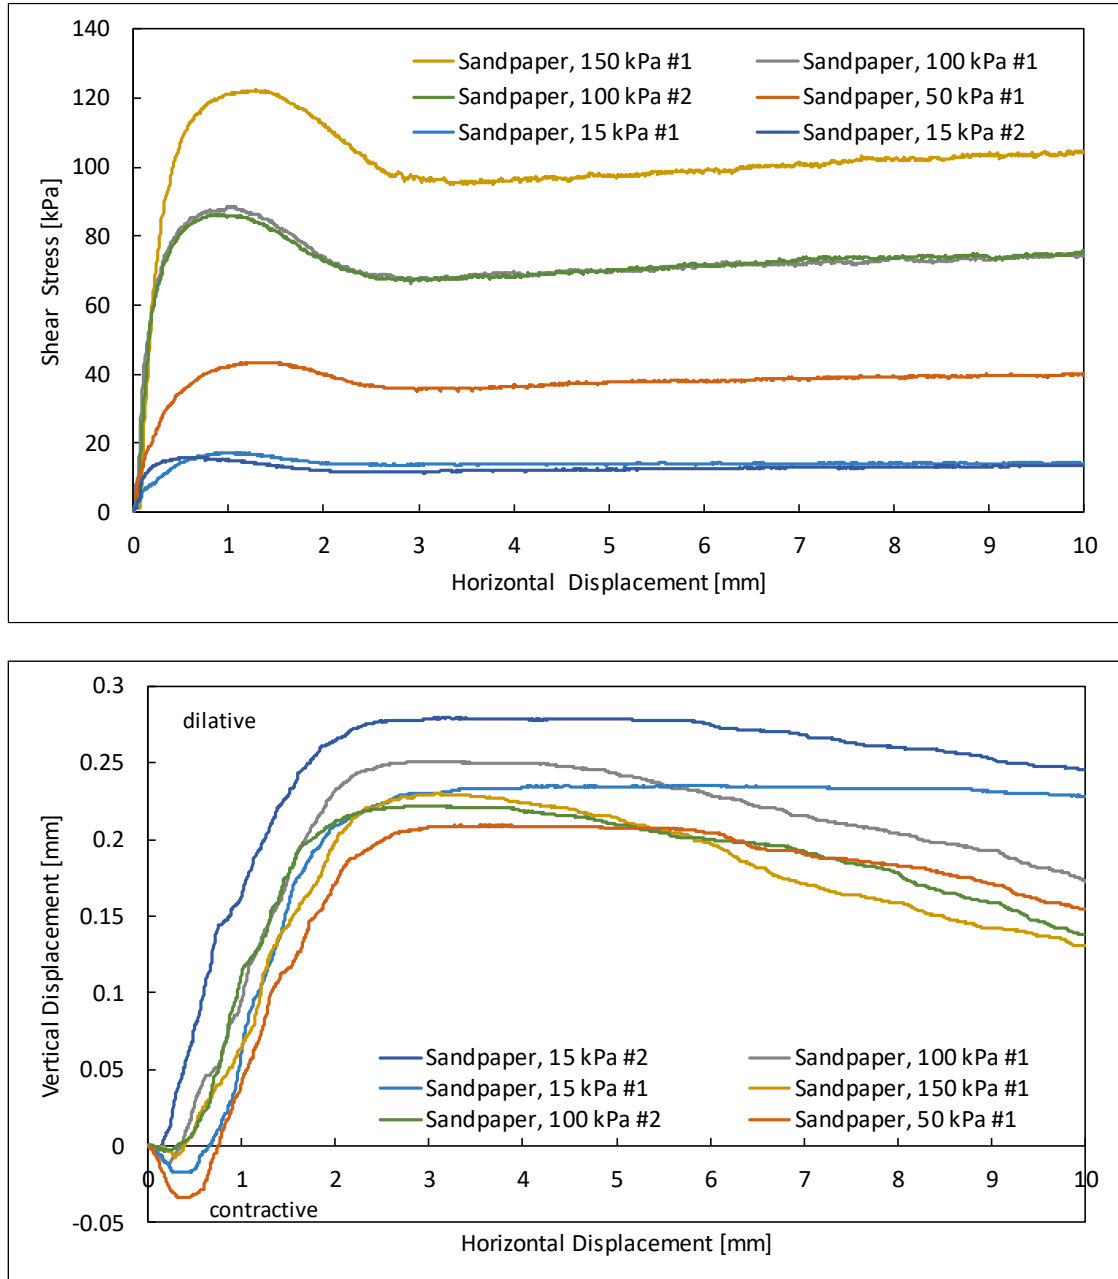 140
120
100
80
60
40
20
0
Shear Stress [kPa]
Sandpaper, 150 kPa #1
Sandpaper, 100 kPa #1
Sandpaper, 100 kPa #2
Sandpaper, 50 kPa #1
Sandpaper, 15 kPa #1
Sandpaper, 15 kPa #2
0 1 2 3 4 5 6 7 8 9 10
Horizontal Displacement [mm]
0.3
0.25
0.2
0.15
0.1
0.05
0
-0.05
Vertical Displacement [mm]
dilative
Sandpaper, 15 kPa #2
Sandpaper, 100 kPa #1
Sandpaper, 15 kPa #1
Sandpaper, 150 kPa #1
Sandpaper, 100 kPa #2
Sandpaper, 50 kPa #1
0 1 2 3 4 5 6 7 8 9 10
contractive
Horizontal Displacement [mm]